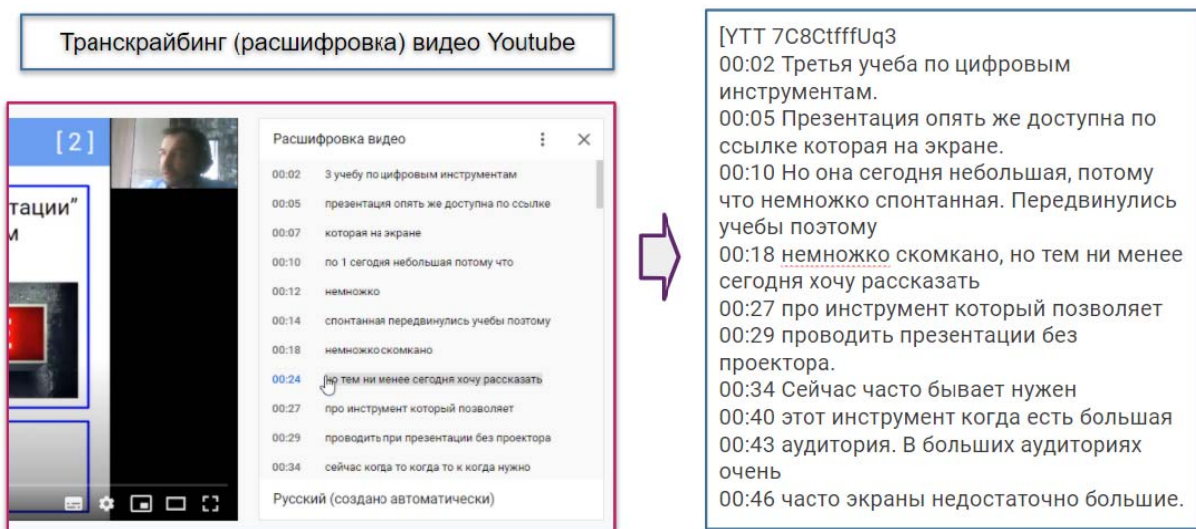 Транскрайбинг (расшифровка) видео Youtube
[2]
тации”
м
Расшифровка видео
00:02 3 учебу по цифровым инструментам
00:05 презентация опять же доступна по ссылке
00:07 которая на экране
00:10 по 1 сегодня небольшая потому что
00:12 немножко
00:14 спонтанная передвинулись учебы поэтому
00:18 немножко скомкано
00:24 но тем ни менее сегодня хочу рассказать
00:27 про инструмент который позволяет
00:29 проводить при презентации без проектора
00:34 сейчас когда то когда то к когда нужно
Русский (создано автоматически)
[YTT 7C8CtfffUq3
00:02 Третья учеба по цифровым
инструментам.
00:05 Презентация опять же доступна по
ссылке которая на экране.
00:10 Но она сегодня небольшая, потому
что немножко спонтанная. Передвинулись
учебы поэтому
00:18 немножко скомкано, но тем ни менее
сегодня хочу рассказать
00:27 про инструмент который позволяет
00:29 проводить презентации без
проектора.
00:34 Сейчас часто бывает нужен
00:40 этот инструмент когда есть большая
00:43 аудитория. В больших аудиториях
очень
00:46 часто экраны недостаточно большие.